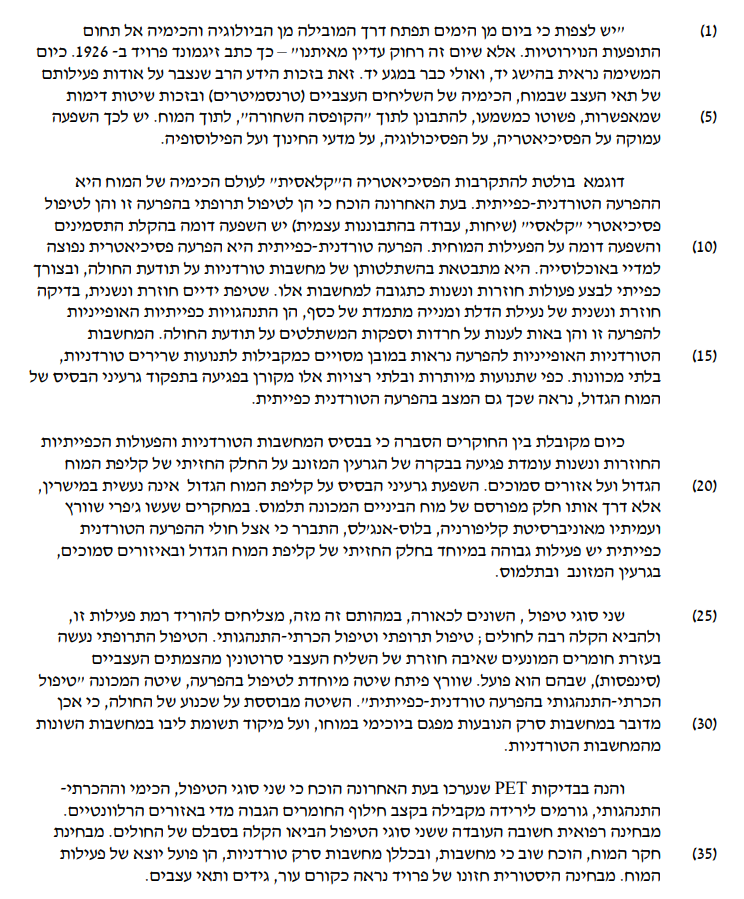 (1) "יש לצפות כי ביום מן הימים תפתח דרך המובילה מן הביולוגיה והכימיה אל תחום
התופעות הנוירוטיות. אלא שיום זה רחוק עדיין מאיתנו" – כך כתב זיגמונד פרויד ב- 1926. כיום
המשימה נראית בהישג יד, ואולי כבר במגע יד. זאת בזכות הידע הרב שנצבר על אודות פעילותם
של תאי העצב שבמוח, הכימיה של השליחים העצביים (טרנסמיטרים) ובזכות שיטות דימות
(5) שמאפשרות, פשוטו כמשמעו, להתבונן לתוך "הקופסה השחורה", לתוך המוח. יש לכך השפעה
עמוקה על הפסיכיאטריה, על הפסיכולוגיה, על מדעי החינוך ועל הפילוסופיה.
דוגמא בולטת להתקרבות הפסיכיאטריה ה"קלאסית" לעולם הכימיה של המוח היא
ההפרעה הטורדנית-כפייתית. בעת האחרונה הוכח כי הן לטיפול תרופתי בהפרעה זו והן לטיפול
פסיכיאטרי "קלאסי" (שיחות, עבודה בהתבוננות עצמית) יש השפעה דומה בהקלת התסמינים
(10) והשפעה דומה על הפעילות המוחית. הפרעה טורדנית-כפייתית היא הפרעה פסיכיאטרית נפוצה
למדיי באוכלוסייה. היא מתבטאת בהשתלטותן של מחשבות טורדניות על תודעת החולה, ובצורך
כפייתי לבצע פעולות חוזרות ונשנות כתגובה למחשבות אלו. שטיפת ידיים חוזרת ונשנית, בדיקה
חוזרת ונשנית של נעילת הדלת ומנייה מתמדת של כסף, הן התנהגויות כפייתיות האופייניות
להפרעה זו והן באות לענות על חרדות וספקות המשתלטים על תודעת החולה. המחשבות
(15) הטורדניות האופייניות להפרעה נראות במובן מסויים כמקבילות לתנועות שרירים טורדניות,
בלתי מכוונות. כפי שתנועות מיותרות ובלתי רצויות אלו מקורן בפגיעה בתפקוד גרעיני הבסיס של
המוח הגדול, נראה שכך גם המצב בהפרעה הטורדנית כפייתית.
כיום מקובלת בין החוקרים הסברה כי בבסיס המחשבות הטורדניות והפעולות הכפייתיות
החוזרות ונשנות עומדת פגיעה בבקרה של הגרעין המזונב על החלק החזיתי של קליפת המוח
(20) הגדול ועל אזורים סמוכים. השפעת גרעיני הבסיס על קליפת המוח הגדול אינה נעשית במישרין,
אלא דרך אותו חלק מפורסם של מוח הביניים המכונה תלמוס. במחקרים שעשו ג'פרי שוורץ
ועמיתיו מאוניברסיטת קליפורניה, בלוס-אנג'לס, התברר כי אצל חולי ההפרעה הטורדנית
כפייתית יש פעילות גבוהה במיוחד בחלק החזיתי של קליפת המוח הגדול ובאיזורים סמוכים,
בגרעין המזונב ובתלמוס.
(25) שני סוגי טיפול , השונים לכאורה, במהותם זה מזה, מצליחים להוריד רמת פעילות זו,
ולהביא הקלה רבה לחולים ; טיפול תרופתי וטיפול הכרתי-התנהגותי. הטיפול התרופתי נעשה
בעזרת חומרים המונעים שאיבה חוזרת של השליח העצבי סרוטונין מהצמתים העצביים
(סינפסות), שבהם הוא פועל. שוורץ פיתח שיטה מיוחדת לטיפול בהפרעה, שיטה המכונה "טיפול
הכרתי-התנהגותי בהפרעה טורדנית-כפייתית". השיטה מבוססת על שכנוע של החולה, כי אכן
(30) מדובר במחשבות סרק הנובעות מפגם ביוכימי במוחו, ועל מיקוד תשומת ליבו במחשבות השונות
מהמחשבות הטורדניות.
והנה בבדיקות PET שנערכו בעת האחרונה הוכח כי שני סוגי הטיפול, הכימי וההכרתי-
התנהגותי, גורמים לירידה מקבילה בקצב חילוף החומרים הגבוה מדי באזורים הרלוונטיים.
מבחינה רפואית חשובה העובדה ששני סוגי הטיפול הביאו הקלה בסבלם של החולים. מבחינת
(35) חקר המוח, הוכח שוב כי מחשבות, ובכללן מחשבות סרק טורדניות, הן פועל יוצא של פעילות
המוח. מבחינה היסטורית חזונו של פרויד נראה כקורם עור, גידים ותאי עצבים.